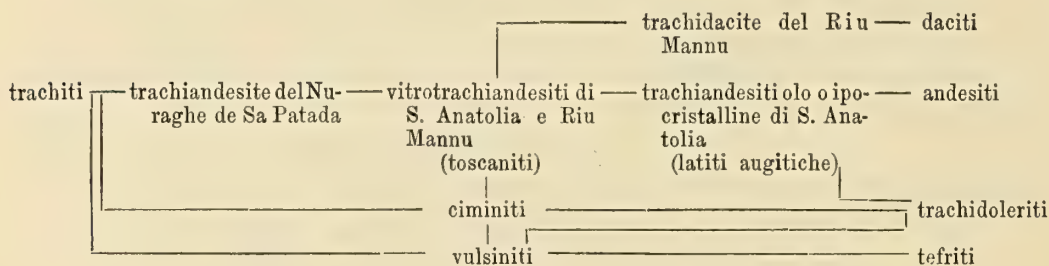 trachidacite del Riu — daciti
Mannu
trachiti — trachiandesite del Nu- — vitrotrachiandesiti di — trachiandesiti olo o ipo- — andesiti
raghe de Sa Patada S. Anatolia e Riu cristalline di S. Ana-
Mannu tolia
(toscaniti) (latiti augitiche)
ciminiti trachidoleriti
vulsiniti tefriti